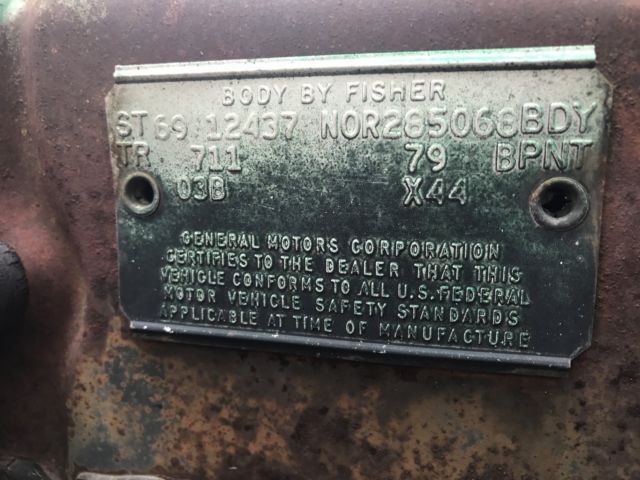 BODY BY FISHER
ST 69 12437 NOR285068 BDY
TR 711 79 BPNT
03B X44
GENERAL MOTORS CORPORATION
CERTIFIES TO THE DEALER THAT THIS
VEHICLE CONFORMS TO ALL U.S. FEDERAL
MOTOR VEHICLE SAFETY STANDARDS
APPLICABLE AT TIME OF MANUFACTURE